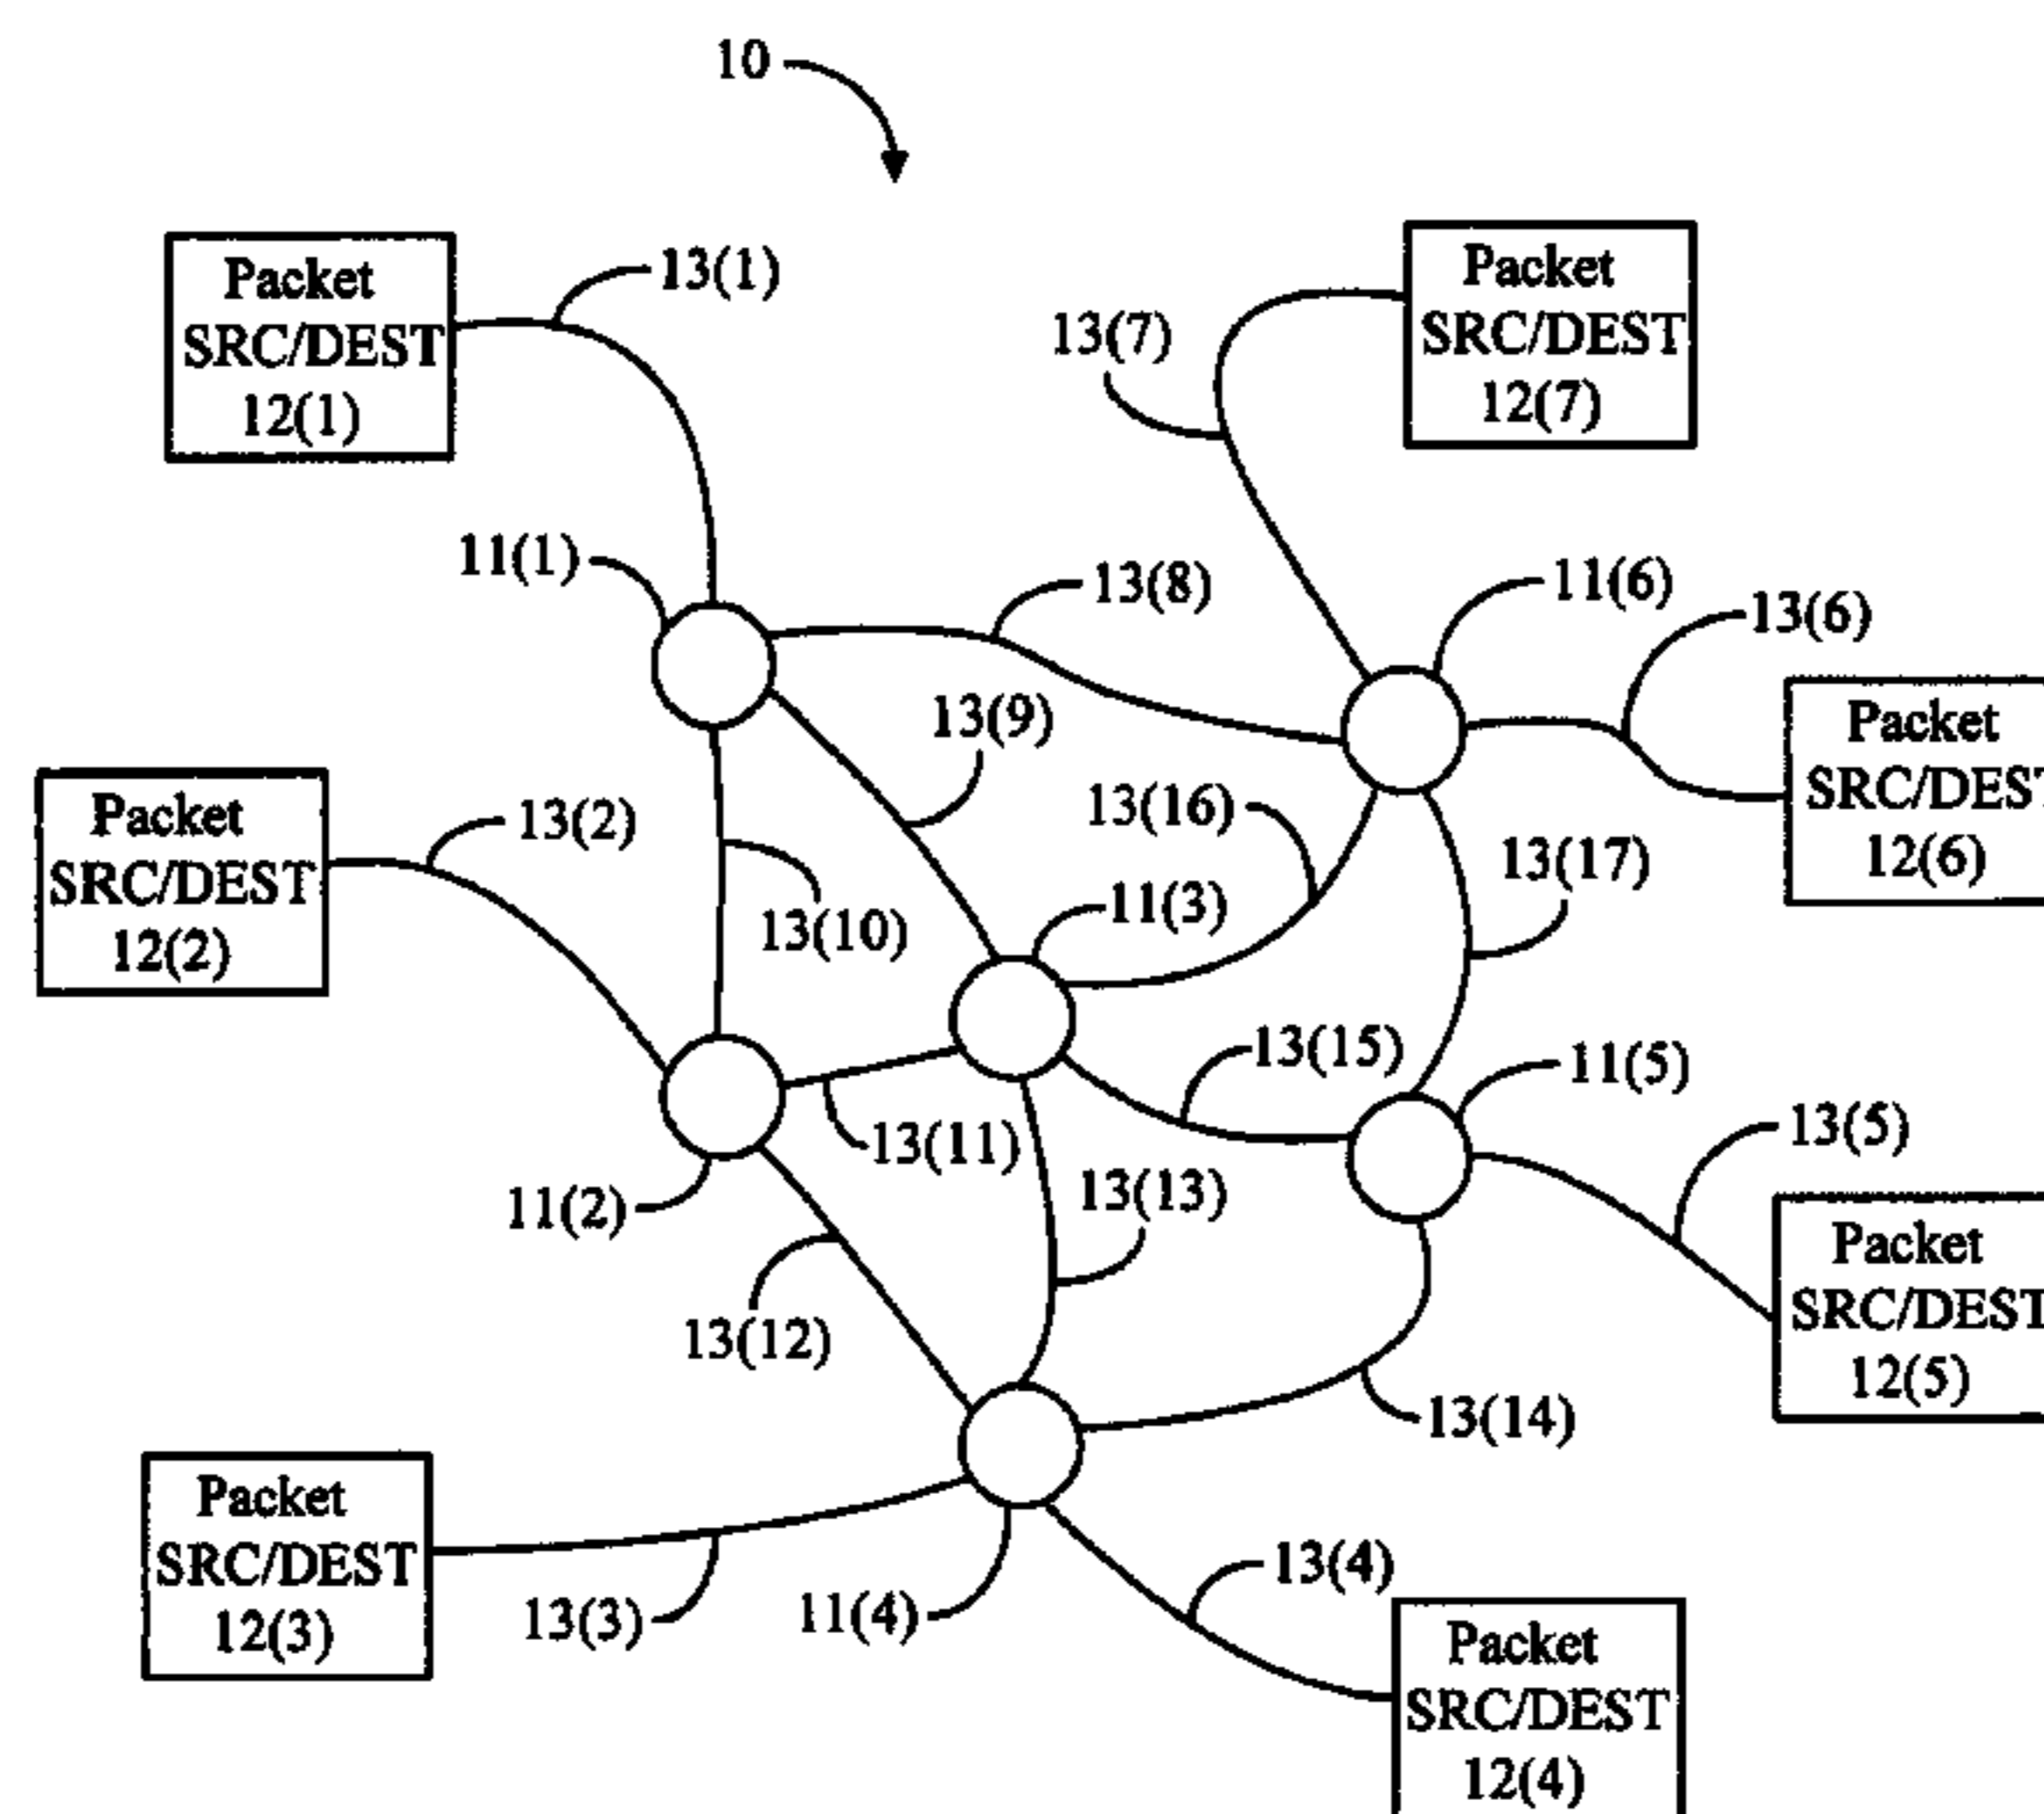 10
Packet
SRC/DEST
12(1)
13(1)
13(7)
Packet
SRC/DEST
12(7)
11(1)
13(8)
11(6)
13(6)
13(9)
Packet
SRC/DEST
12(6)
Packet
SRC/DEST
12(2)
13(2)
13(16)
13(17)
13(10)
11(3)
13(15)
11(5)
13(11)
13(5)
11(2)
13(13)
Packet
SRC/DEST
12(5)
13(12)
13(14)
Packet
SRC/DEST
12(3)
13(3)
11(4)
13(4)
Packet
SRC/DEST
12(4)